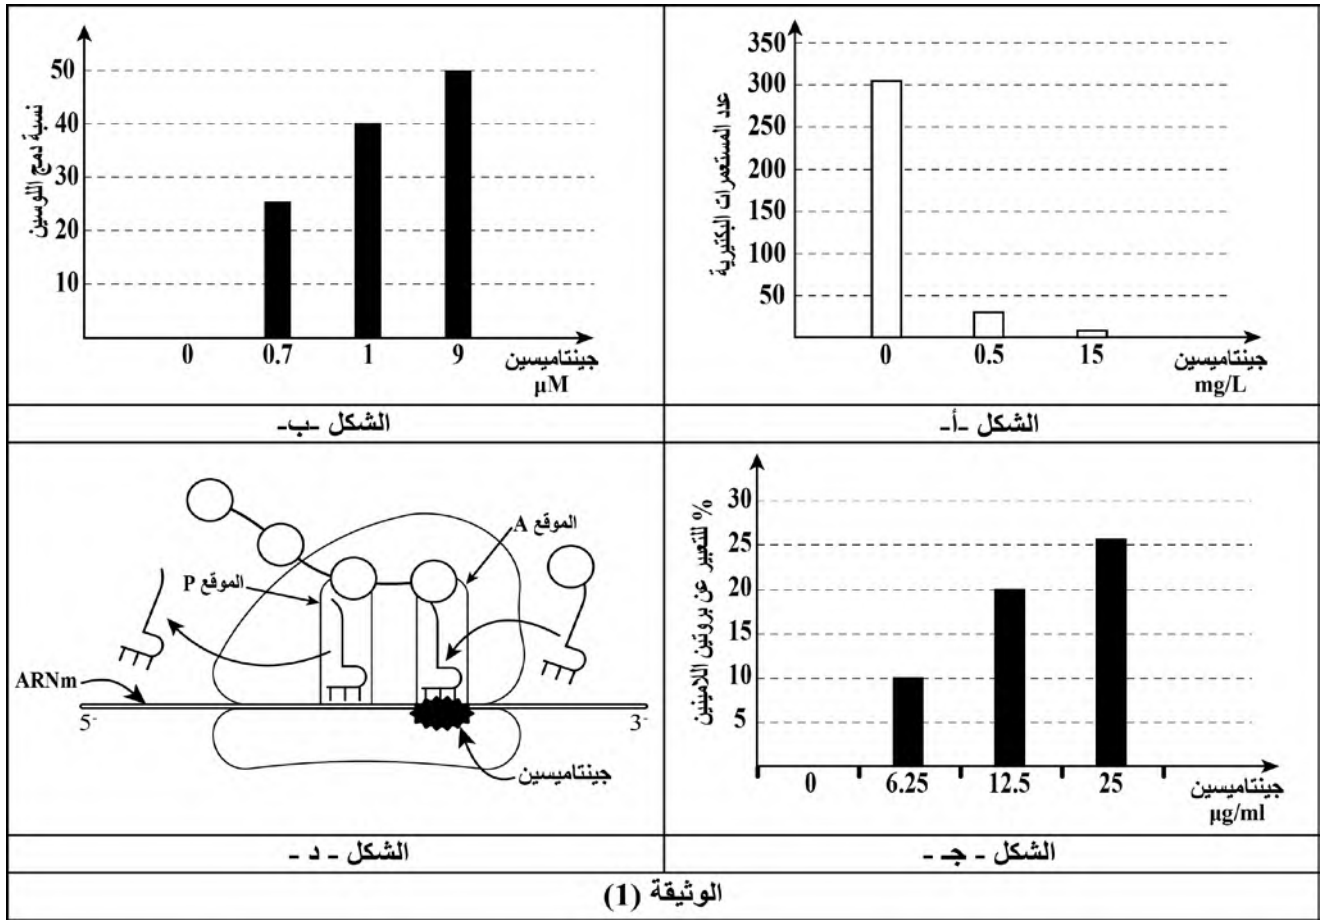 350
300
250
200
150
100
50
عدد المستعمرات البكتيرية
0 0.5 15
جينتاميسين
mg/L
الشكل -أ-
50
40
30
20
10
نسبة دمج اللوسين
0 0.7 1 9
جينتاميسين
µM
الشكل -ب-
30
25
20
15
10
5
% للتعبير عن بروتين اللامينين
0 6.25 12.5 25
جينتاميسين
µg/ml
الشكل - جـ -
الموقع A
الموقع P
ARNm
5-
3-
جينتاميسين
الشكل - د -
الوثيقة (1)